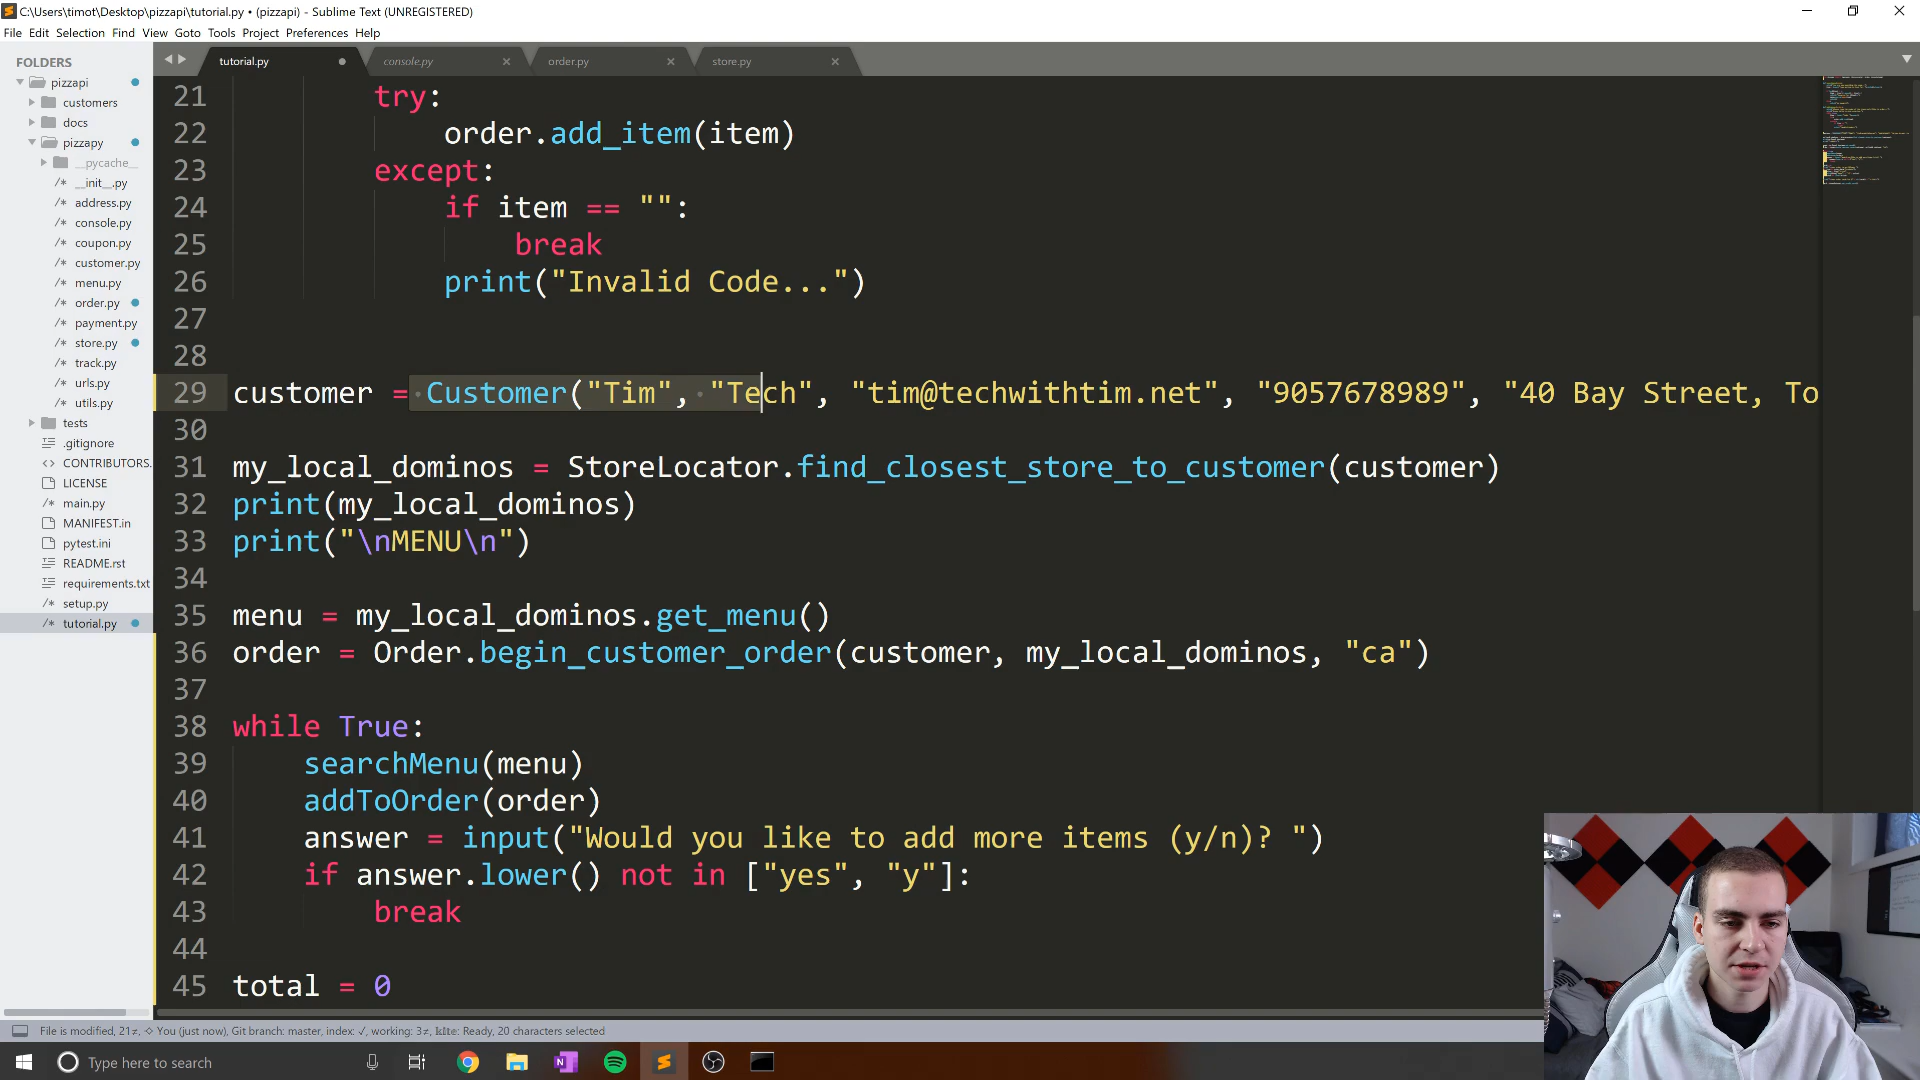 C:\Users\timot\Desktop\pizzapi\tutorial.py • (pizzapi) - Sublime Text (UNREGISTERED)
File Edit Selection Find View Goto Tools Project Preferences Help
FOLDERS
pizzapi
customers
docs
pizzapy
__pycache__
__init__.py
address.py
console.py
coupon.py
customer.py
menu.py
order.py
payment.py
store.py
track.py
urls.py
utils.py
tests
.gitignore
CONTRIBUTORS.
LICENSE
main.py
MANIFEST.in
pytest.ini
README.rst
requirements.txt
setup.py
tutorial.py
tutorial.py console.py order.py store.py
21 try:
22 order.add_item(item)
23 except:
24 if item == "":
25 break
26 print("Invalid Code...")
27
28
29 customer = Customer("Tim", "Tech", "tim@techwithtim.net", "9057678989", "40 Bay Street, To
30
31 my_local_dominos = StoreLocator.find_closest_store_to_customer(customer)
32 print(my_local_dominos)
33 print("\nMENU\n")
34
35 menu = my_local_dominos.get_menu()
36 order = Order.begin_customer_order(customer, my_local_dominos, "ca")
37
38 while True:
39 searchMenu(menu)
40 addToOrder(order)
41 answer = input("Would you like to add more items (y/n)? ")
42 if answer.lower() not in ["yes", "y"]:
43 break
44
45 total = 0
File is modified, 21≠, ✧ You (just now), Git branch: master, index: ✓, working: 3≠, kite: Ready, 20 characters selected
Type here to search